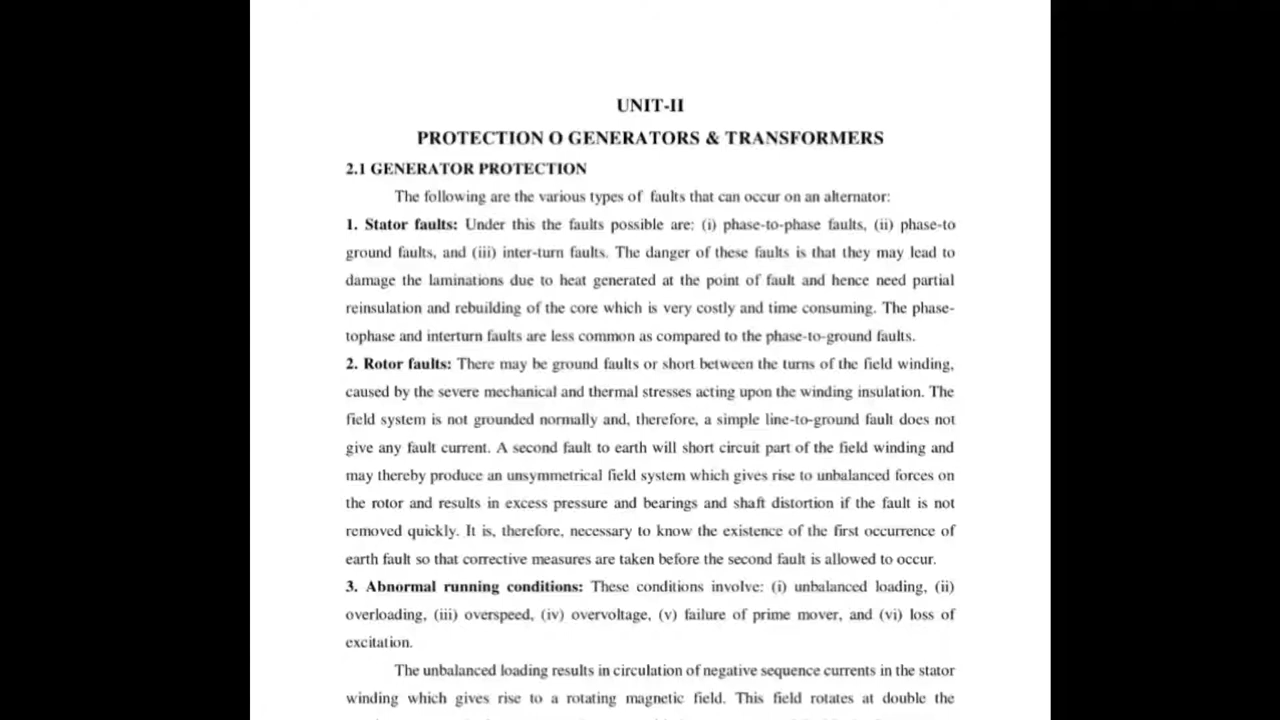 UNIT-II
PROTECTION O GENERATORS & TRANSFORMERS
2.1 GENERATOR PROTECTION
The following are the various types of faults that can occur on an alternator:
1. Stator faults: Under this the faults possible are: (i) phase-to-phase faults, (ii) phase-to
ground faults, and (iii) inter-turn faults. The danger of these faults is that they may lead to
damage the laminations due to heat generated at the point of fault and hence need partial
reinsulation and rebuilding of the core which is very costly and time consuming. The phase-
tophase and interturn faults are less common as compared to the phase-to-ground faults.
2. Rotor faults: There may be ground faults or short between the turns of the field winding,
caused by the severe mechanical and thermal stresses acting upon the winding insulation. The
field system is not grounded normally and, therefore, a simple line-to-ground fault does not
give any fault current. A second fault to earth will short circuit part of the field winding and
may thereby produce an unsymmetrical field system which gives rise to unbalanced forces on
the rotor and results in excess pressure and bearings and shaft distortion if the fault is not
removed quickly. It is, therefore, necessary to know the existence of the first occurrence of
earth fault so that corrective measures are taken before the second fault is allowed to occur.
3. Abnormal running conditions: These conditions involve: (i) unbalanced loading, (ii)
overloading, (iii) overspeed, (iv) overvoltage, (v) failure of prime mover, and (vi) loss of
excitation.
The unbalanced loading results in circulation of negative sequence currents in the stator
winding which gives rise to a rotating magnetic field. This field rotates at double the